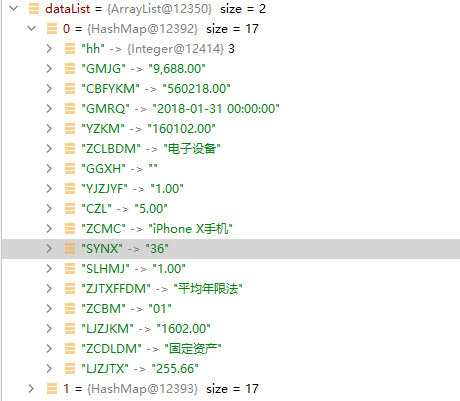 dataList = {ArrayList@12350} size = 2
0 = {HashMap@12392} size = 17
"hh" -> {Integer@12414} 3
"GMJG" -> "9,688.00"
"CBFYKM" -> "560218.00"
"GMRQ" -> "2018-01-31 00:00:00"
"YZKM" -> "160102.00"
"ZCLBDM" -> "电子设备"
"GGXH" -> ""
"YJZJYF" -> "1.00"
"CZL" -> "5.00"
"ZCMC" -> "iPhone X手机"
"SYNX" -> "36"
"SLHMJ" -> "1.00"
"ZJTXFFDM" -> "平均年限法"
"ZCBM" -> "01"
"LJZJKM" -> "1602.00"
"ZCDLDM" -> "固定资产"
"LJZJTX" -> "255.66"
1 = {HashMap@12393} size = 17